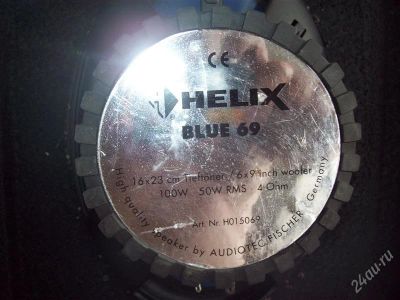 CE
HELIX
BLUE 69
16x23 cm Tieftöner / 6x9 inch woofer
100W 50W RMS 4 Ohm
Art. Nr. H015069
High quality speaker by AUDIOTEC FISCHER Germany
24au.ru